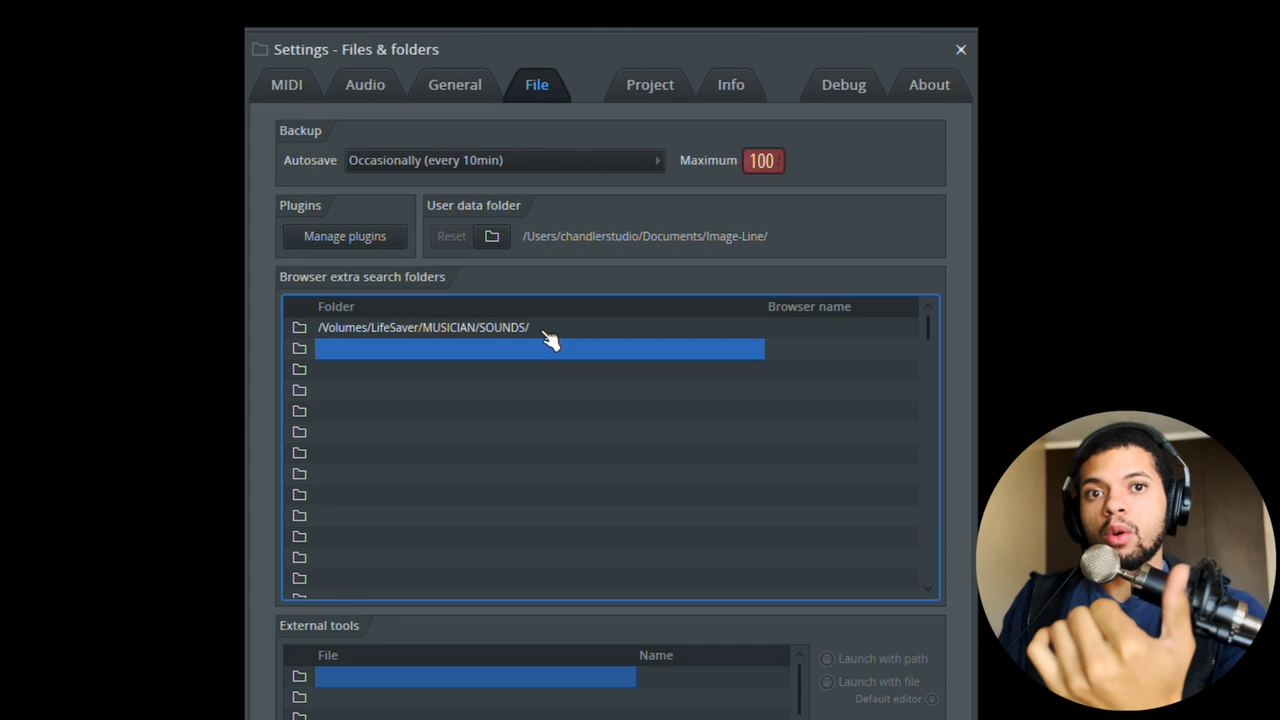 Settings - Files & folders
MIDI Audio General File Project Info Debug About
Backup
Autosave Occasionally (every 10min) Maximum 100
Plugins User data folder
Manage plugins Reset /Users/chandlerstudio/Documents/Image-Line/
Browser extra search folders
Folder Browser name
/Volumes/LifeSaver/MUSICIAN/SOUNDS/
External tools
File Name
Launch with path
Launch with file
Default editor